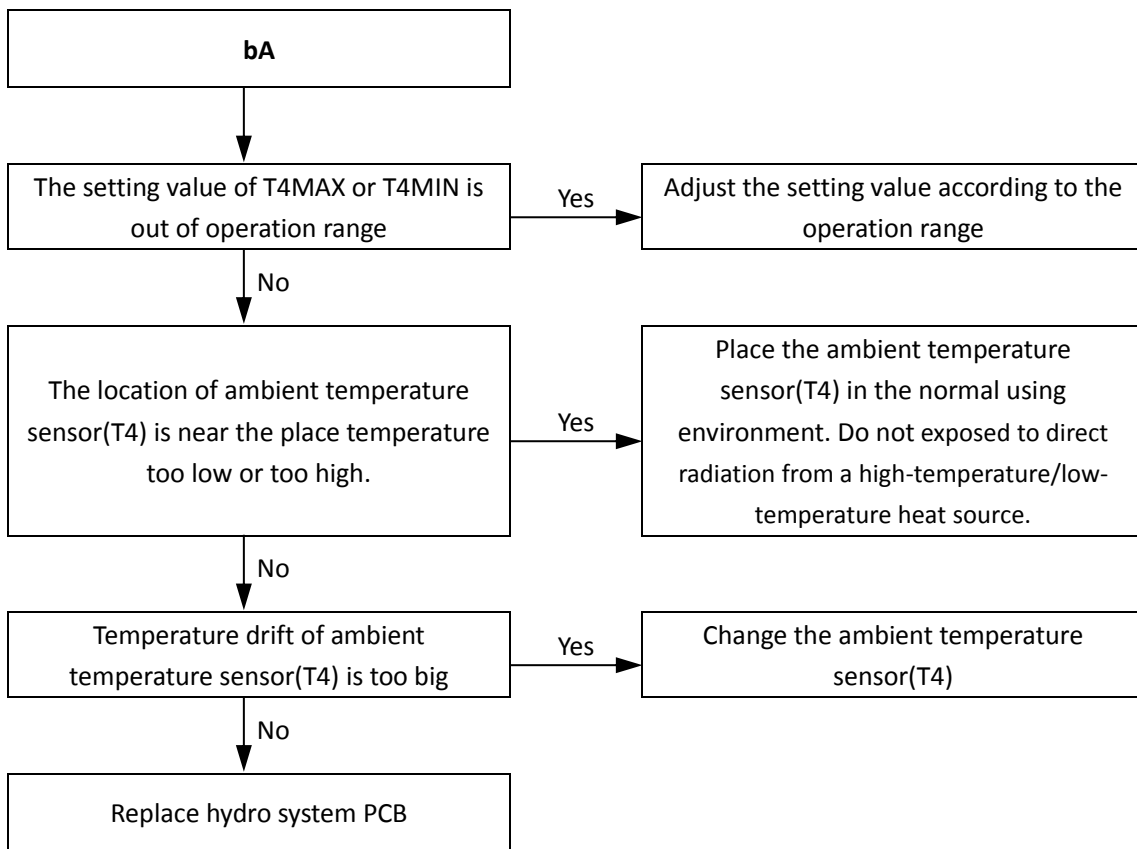 bA
The setting value of T4MAX or T4MIN is
out of operation range
Yes
Adjust the setting value according to the
operation range
No
The location of ambient temperature
sensor(T4) is near the place temperature
too low or too high.
Yes
Place the ambient temperature
sensor(T4) in the normal using
environment. Do not exposed to direct
radiation from a high-temperature/low-
temperature heat source.
No
Temperature drift of ambient
temperature sensor(T4) is too big
Yes
Change the ambient temperature
sensor(T4)
No
Replace hydro system PCB